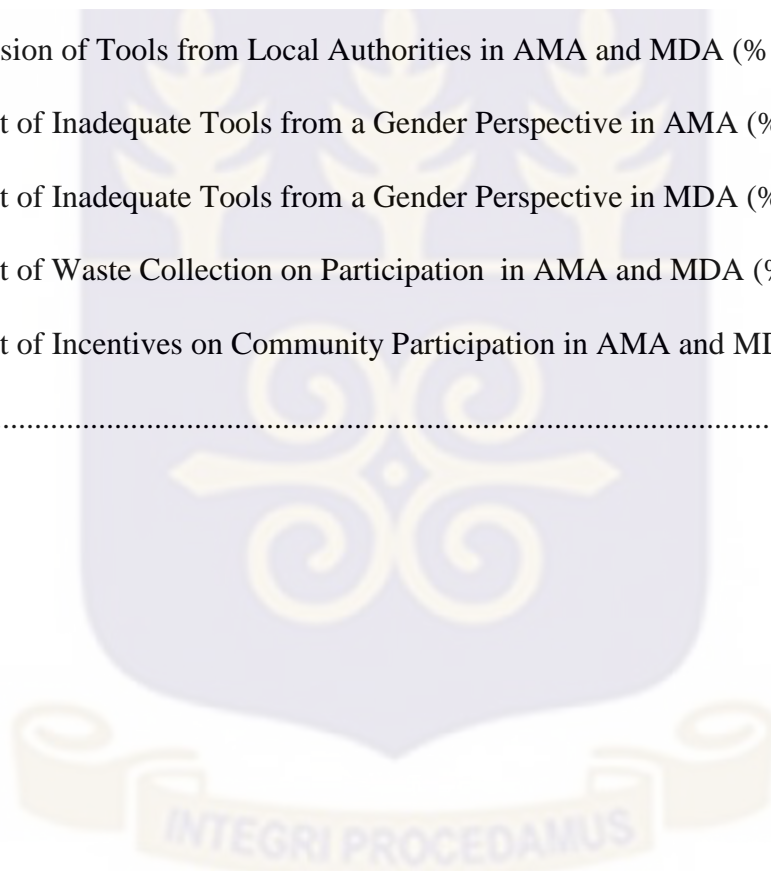 sion of Tools from Local Authorities in AMA and MDA (%
t of Inadequate Tools from a Gender Perspective in AMA (%
t of Inadequate Tools from a Gender Perspective in MDA (%
t of Waste Collection on Participation in AMA and MDA (%
t of Incentives on Community Participation in AMA and MD
................................................................................................
INTEGRI PROCEDAMUS